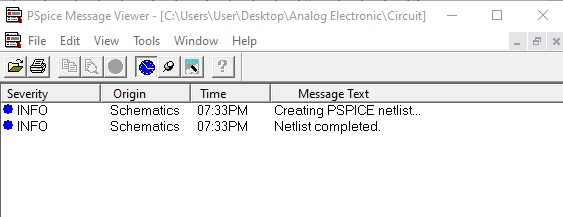 PSpice Message Viewer - [C:\Users\User\Desktop\Analog Electronic\Circuit]
File Edit View Tools Window Help
?
Severity Origin Time Message Text
INFO Schematics 07:33PM Creating PSPICE netlist...
INFO Schematics 07:33PM Netlist completed.